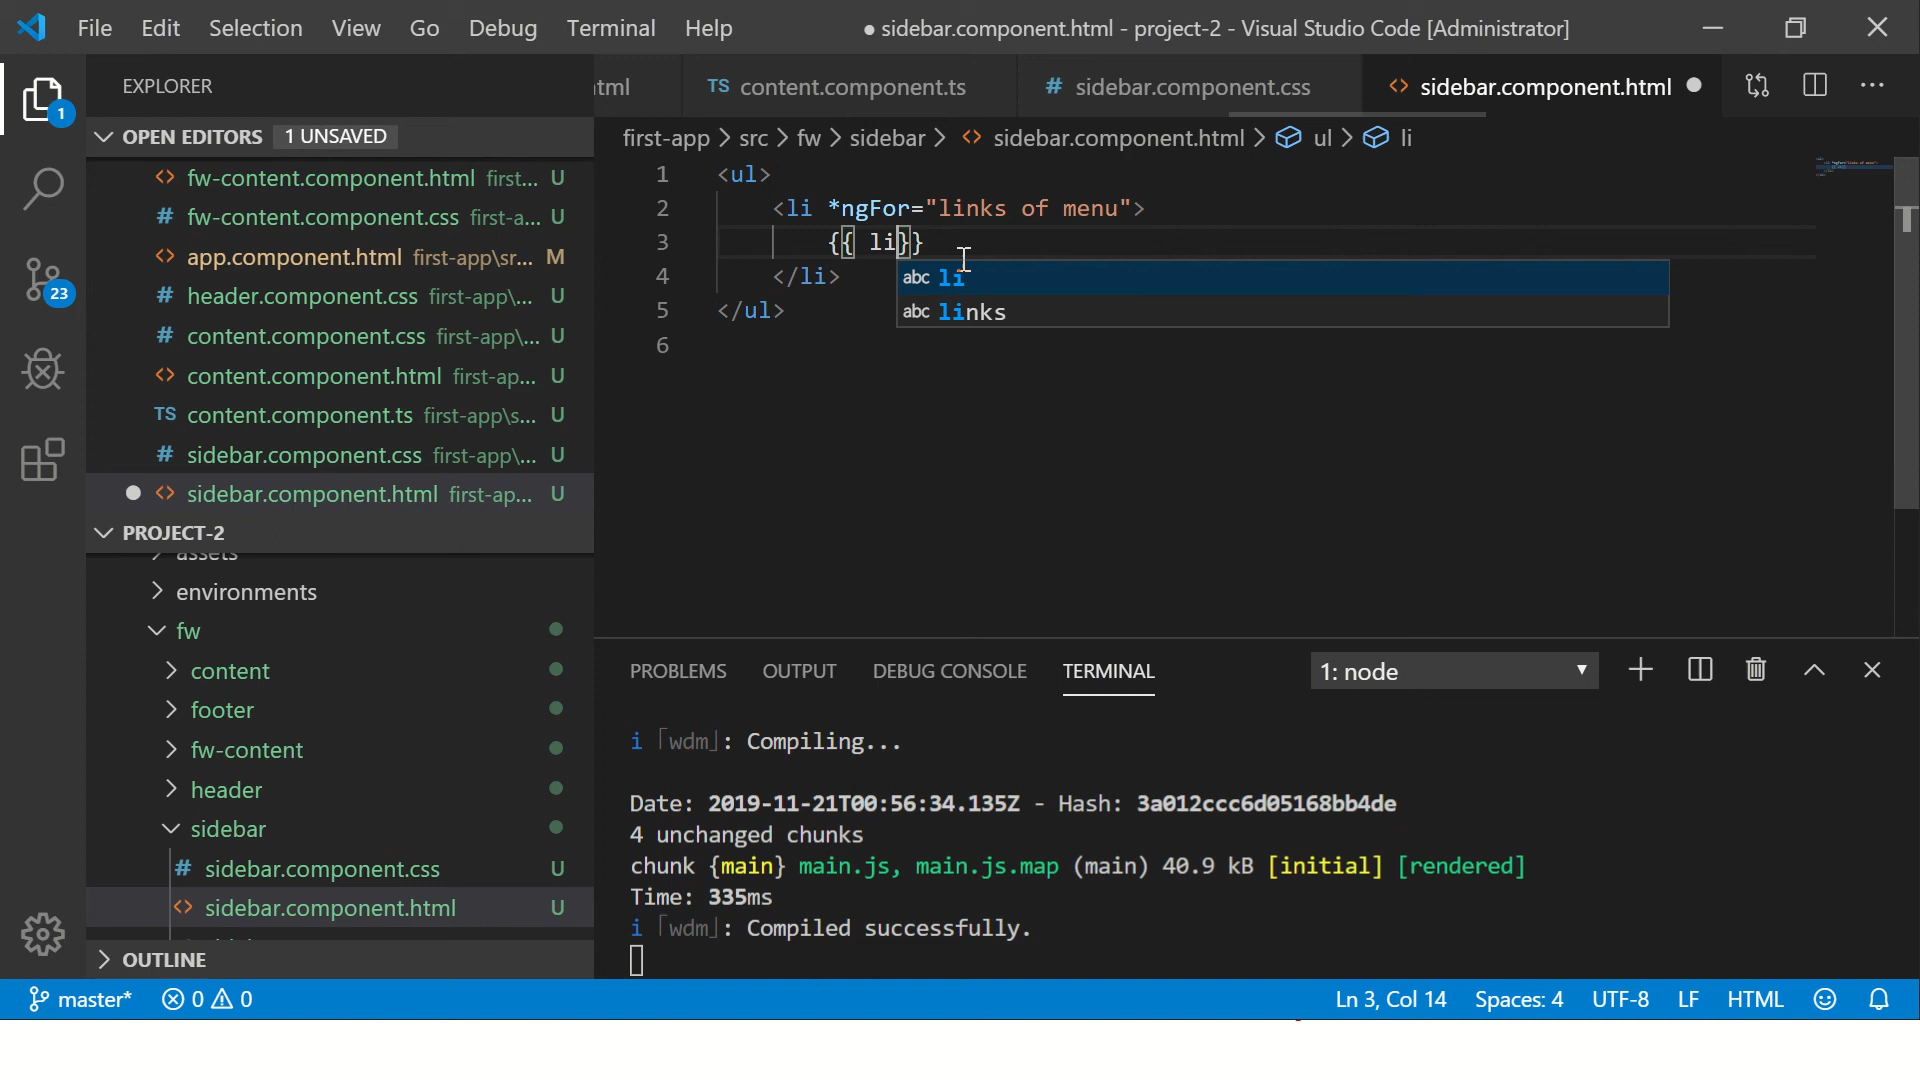 File Edit Selection View Go Debug Terminal Help
● sidebar.component.html - project-2 - Visual Studio Code [Administrator]
EXPLORER
tml
TS content.component.ts
# sidebar.component.css
<> sidebar.component.html
1
OPEN EDITORS 1 UNSAVED
first-app > src > fw > sidebar > <> sidebar.component.html > ul > li
<> fw-content.component.html first... U
# fw-content.component.css first-a... U
<> app.component.html first-app\sr... M
# header.component.css first-app\... U
# content.component.css first-app\... U
<> content.component.html first-ap... U
TS content.component.ts first-app\s... U
# sidebar.component.css first-app\... U
<> sidebar.component.html first-ap... U
23
PROJECT-2
assets
environments
fw
content
footer
fw-content
header
sidebar
# sidebar.component.css U
<> sidebar.component.html U
OUTLINE
1 <ul>
2 <li *ngFor="links of menu">
3 {{ li}}
4 </li>
5 </ul>
6
abc li
abc links
PROBLEMS OUTPUT DEBUG CONSOLE TERMINAL
1: node
i ｢wdm｣: Compiling...
Date: 2019-11-21T00:56:34.135Z - Hash: 3a012ccc6d05168bb4de
4 unchanged chunks
chunk {main} main.js, main.js.map (main) 40.9 kB [initial] [rendered]
Time: 335ms
i ｢wdm｣: Compiled successfully.
master* 0 0
Ln 3, Col 14 Spaces: 4 UTF-8 LF HTML